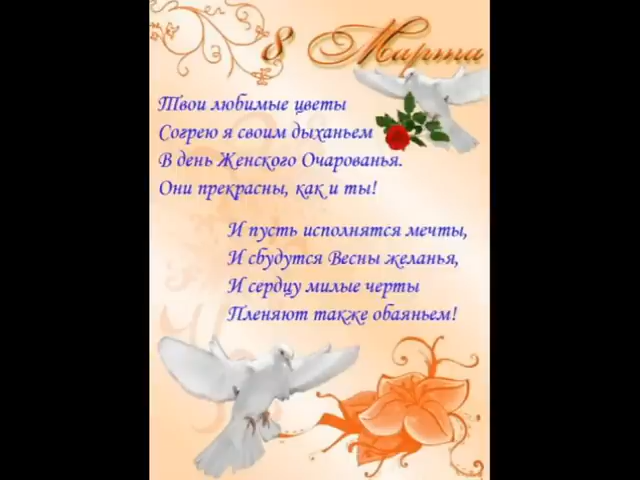 8 Марта
Твои любимые цветы
Согрею я своим дыханьем
В день Женского Очарованья.
Они прекрасны, как и ты!
И пусть исполнятся мечты,
И сбудутся Весны желанья,
И сердцу милые черты
Пленяют также обаяньем!